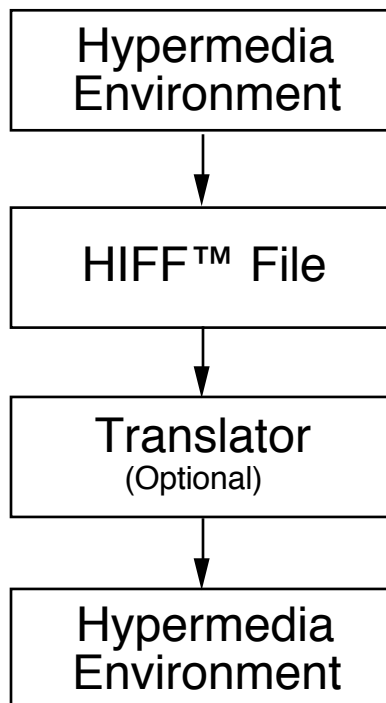 Hypermedia
Environment
HIFF™ File
Translator
(Optional)
Hypermedia
Environment